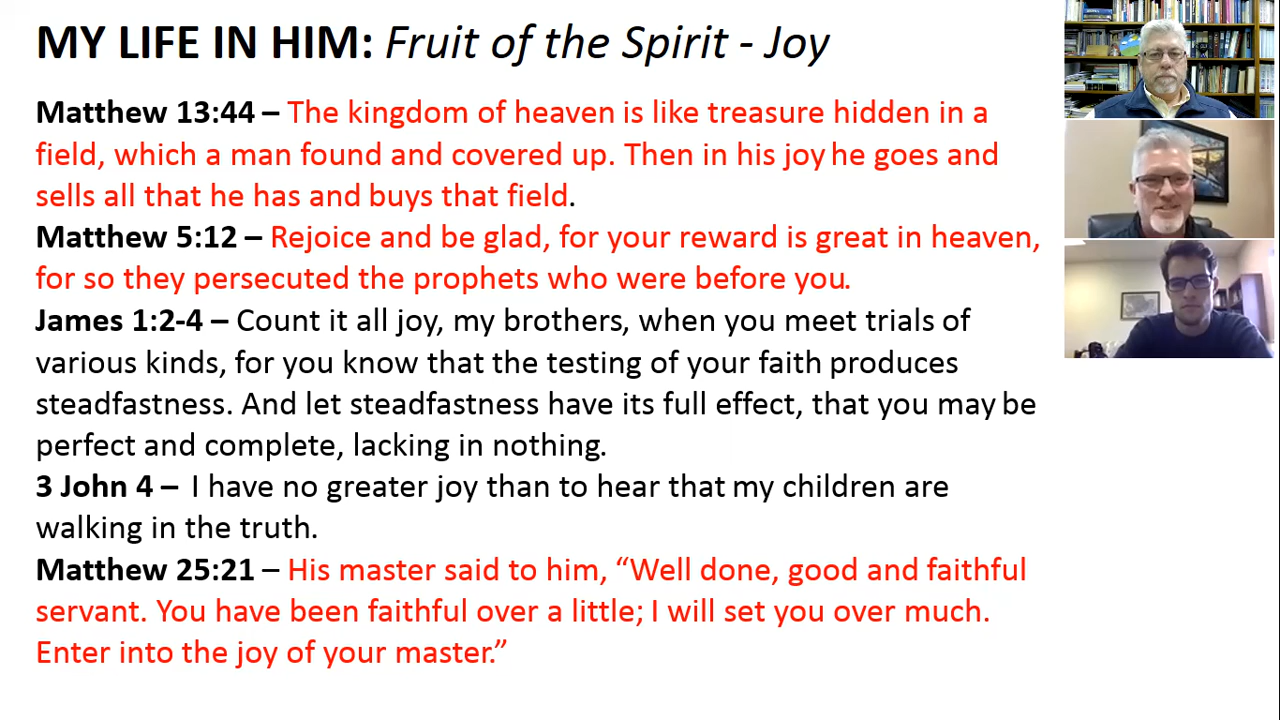 MY LIFE IN HIM: Fruit of the Spirit - Joy
Matthew 13:44 – The kingdom of heaven is like treasure hidden in a
field, which a man found and covered up. Then in his joy he goes and
sells all that he has and buys that field.
Matthew 5:12 – Rejoice and be glad, for your reward is great in heaven,
for so they persecuted the prophets who were before you.
James 1:2-4 – Count it all joy, my brothers, when you meet trials of
various kinds, for you know that the testing of your faith produces
steadfastness. And let steadfastness have its full effect, that you may be
perfect and complete, lacking in nothing.
3 John 4 – I have no greater joy than to hear that my children are
walking in the truth.
Matthew 25:21 – His master said to him, “Well done, good and faithful
servant. You have been faithful over a little; I will set you over much.
Enter into the joy of your master.”